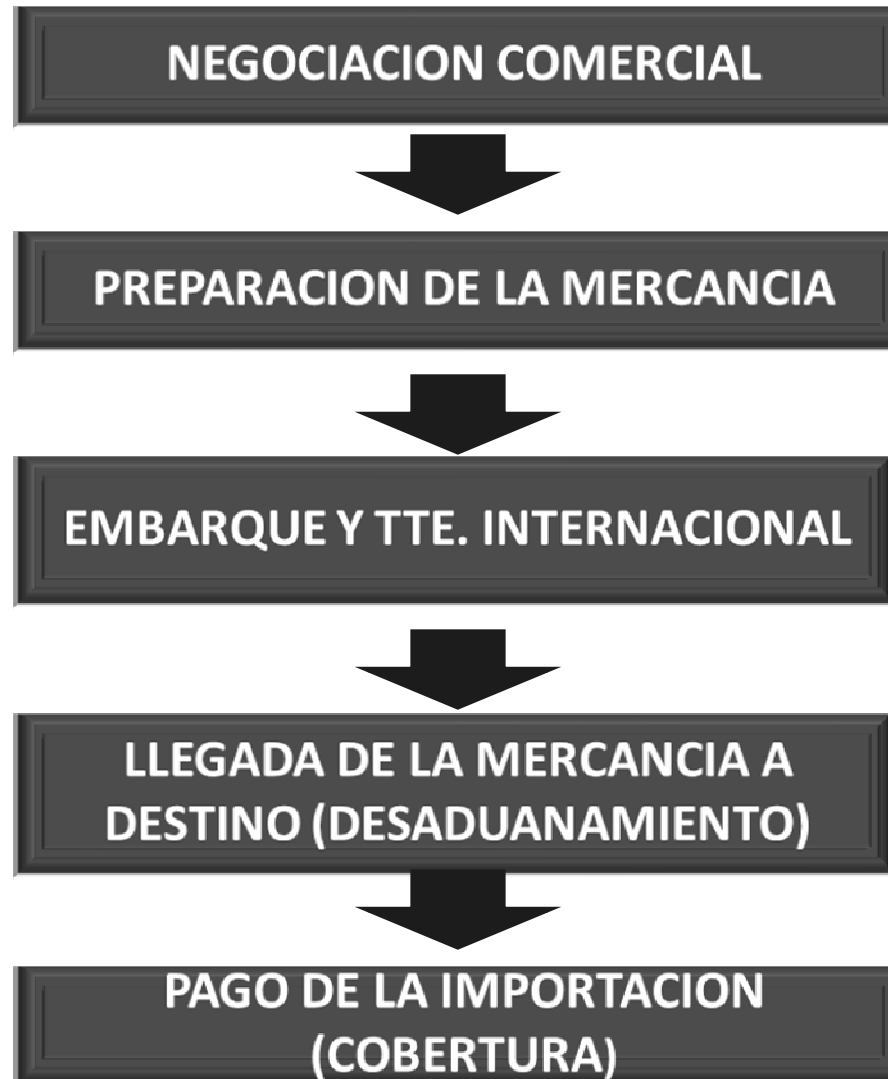 NEGOCIACION COMERCIAL
PREPARACION DE LA MERCANCIA
EMBARQUE Y TTE. INTERNACIONAL
LLEGADA DE LA MERCANCIA A
DESTINO (DESADUANAMIENTO)
PAGO DE LA IMPORTACION
(COBERTURA)